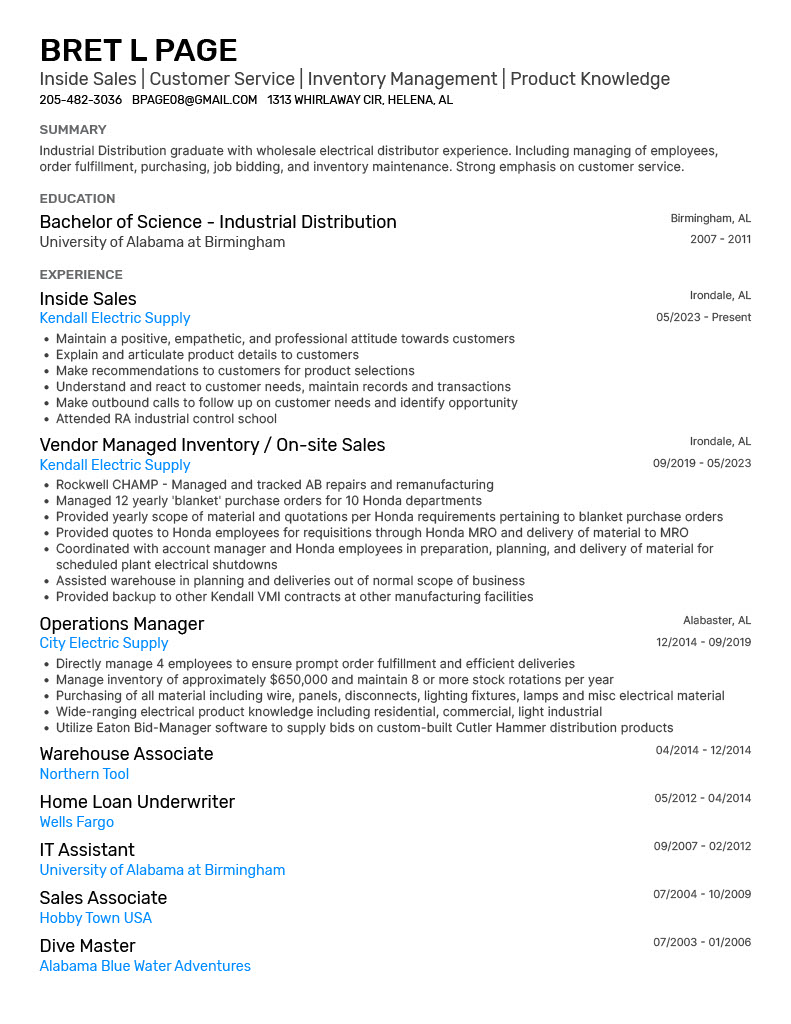 BRET L PAGE
Inside Sales | Customer Service | Inventory Management | Product Knowledge
205-482-3036 BPAGE08@GMAIL.COM 1313 WHIRLAWAY CIR, HELENA, AL
SUMMARY
Industrial Distribution graduate with wholesale electrical distributor experience. Including managing of employees,
order fulfillment, purchasing, job bidding, and inventory maintenance. Strong emphasis on customer service.
EDUCATION
Bachelor of Science - Industrial Distribution Birmingham, AL
University of Alabama at Birmingham 2007 - 2011
EXPERIENCE
Inside Sales Irondale, AL
Kendall Electric Supply 05/2023 - Present
• Maintain a positive, empathetic, and professional attitude towards customers
• Explain and articulate product details to customers
• Make recommendations to customers for product selections
• Understand and react to customer needs, maintain records and transactions
• Make outbound calls to follow up on customer needs and identify opportunity
• Attended RA industrial control school
Vendor Managed Inventory / On-site Sales Irondale, AL
Kendall Electric Supply 09/2019 - 05/2023
• Rockwell CHAMP - Managed and tracked AB repairs and remanufacturing
• Managed 12 yearly 'blanket' purchase orders for 10 Honda departments
• Provided yearly scope of material and quotations per Honda requirements pertaining to blanket purchase orders
• Provided quotes to Honda employees for requisitions through Honda MRO and delivery of material to MRO
• Coordinated with account manager and Honda employees in preparation, planning, and delivery of material for
scheduled plant electrical shutdowns
• Assisted warehouse in planning and deliveries out of normal scope of business
• Provided backup to other Kendall VMI contracts at other manufacturing facilities
Operations Manager Alabaster, AL
City Electric Supply 12/2014 - 09/2019
• Directly manage 4 employees to ensure prompt order fulfillment and efficient deliveries
• Manage inventory of approximately $650,000 and maintain 8 or more stock rotations per year
• Purchasing of all material including wire, panels, disconnects, lighting fixtures, lamps and misc electrical material
• Wide-ranging electrical product knowledge including residential, commercial, light industrial
• Utilize Eaton Bid-Manager software to supply bids on custom-built Cutler Hammer distribution products
Warehouse Associate 04/2014 - 12/2014
Northern Tool
Home Loan Underwriter 05/2012 - 04/2014
Wells Fargo
IT Assistant 09/2007 - 02/2012
University of Alabama at Birmingham
Sales Associate 07/2004 - 10/2009
Hobby Town USA
Dive Master 07/2003 - 01/2006
Alabama Blue Water Adventures